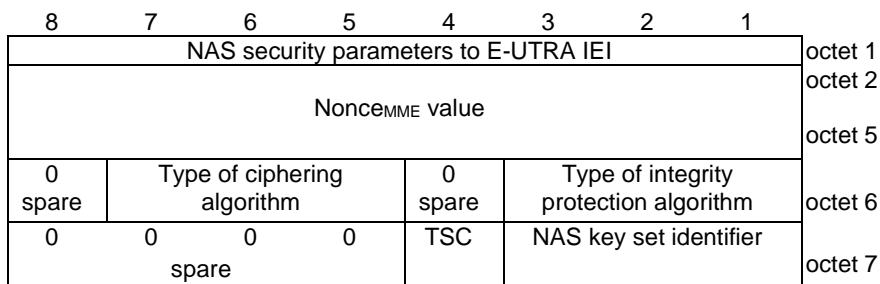 8 7 6 5 4 3 2 1
NAS security parameters to E-UTRA IEI octet 1
octet 2
NonceMME value
octet 5
0 Type of ciphering 0 Type of integrity
spare algorithm spare protection algorithm octet 6
0 0 0 0 TSC NAS key set identifier
spare octet 7